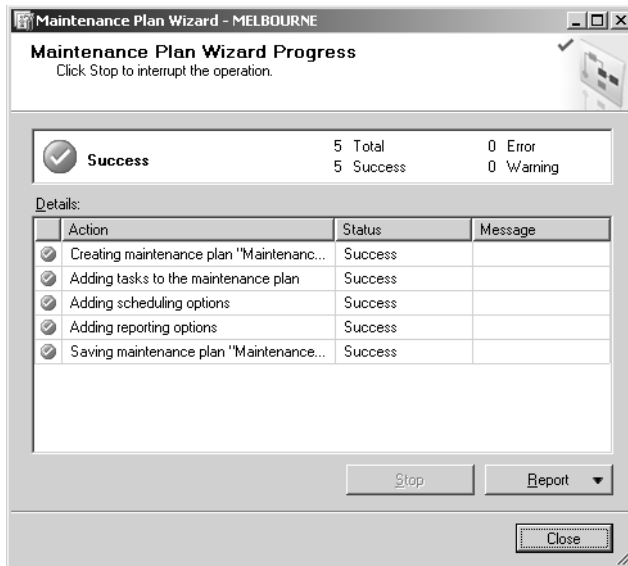 Maintenance Plan Wizard - MELBOURNE
Maintenance Plan Wizard Progress
Click Stop to interrupt the operation.
Success
5 Total
0 Error
5 Success
0 Warning
Details:
Action Status Message
Creating maintenance plan "Maintenanc... Success
Adding tasks to the maintenance plan Success
Adding scheduling options Success
Adding reporting options Success
Saving maintenance plan "Maintenance... Success
Stop
Report
Close